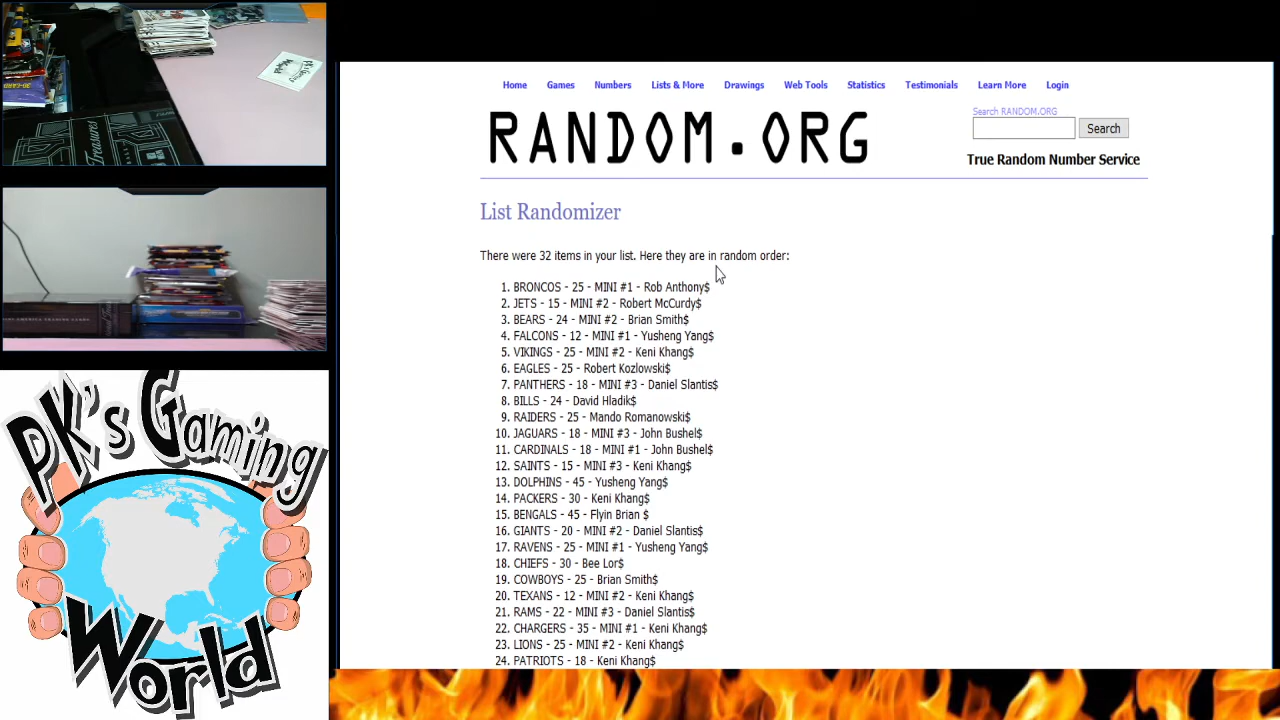 Treasures
30-CARD
PK's Gaming World
Home Games Numbers Lists & More Drawings Web Tools Statistics Testimonials Learn More Login
RANDOM.ORG
Search RANDOM.ORG
Search
True Random Number Service
List Randomizer
There were 32 items in your list. Here they are in random order:
1. BRONCOS - 25 - MINI #1 - Rob Anthony$
2. JETS - 15 - MINI #2 - Robert McCurdy$
3. BEARS - 24 - MINI #2 - Brian Smith$
4. FALCONS - 12 - MINI #1 - Yusheng Yang$
5. VIKINGS - 25 - MINI #2 - Keni Khang$
6. EAGLES - 25 - Robert Kozlowski$
7. PANTHERS - 18 - MINI #3 - Daniel Slantis$
8. BILLS - 24 - David Hladik$
9. RAIDERS - 25 - Mando Romanowski$
10. JAGUARS - 18 - MINI #3 - John Bushel$
11. CARDINALS - 18 - MINI #1 - John Bushel$
12. SAINTS - 15 - MINI #3 - Keni Khang$
13. DOLPHINS - 45 - Yusheng Yang$
14. PACKERS - 30 - Keni Khang$
15. BENGALS - 45 - Flyin Brian $
16. GIANTS - 20 - MINI #2 - Daniel Slantis$
17. RAVENS - 25 - MINI #1 - Yusheng Yang$
18. CHIEFS - 30 - Bee Lor$
19. COWBOYS - 25 - Brian Smith$
20. TEXANS - 12 - MINI #2 - Keni Khang$
21. RAMS - 22 - MINI #3 - Daniel Slantis$
22. CHARGERS - 35 - MINI #1 - Keni Khang$
23. LIONS - 25 - MINI #2 - Keni Khang$
24. PATRIOTS - 18 - Keni Khang$
PK's Gaming
World